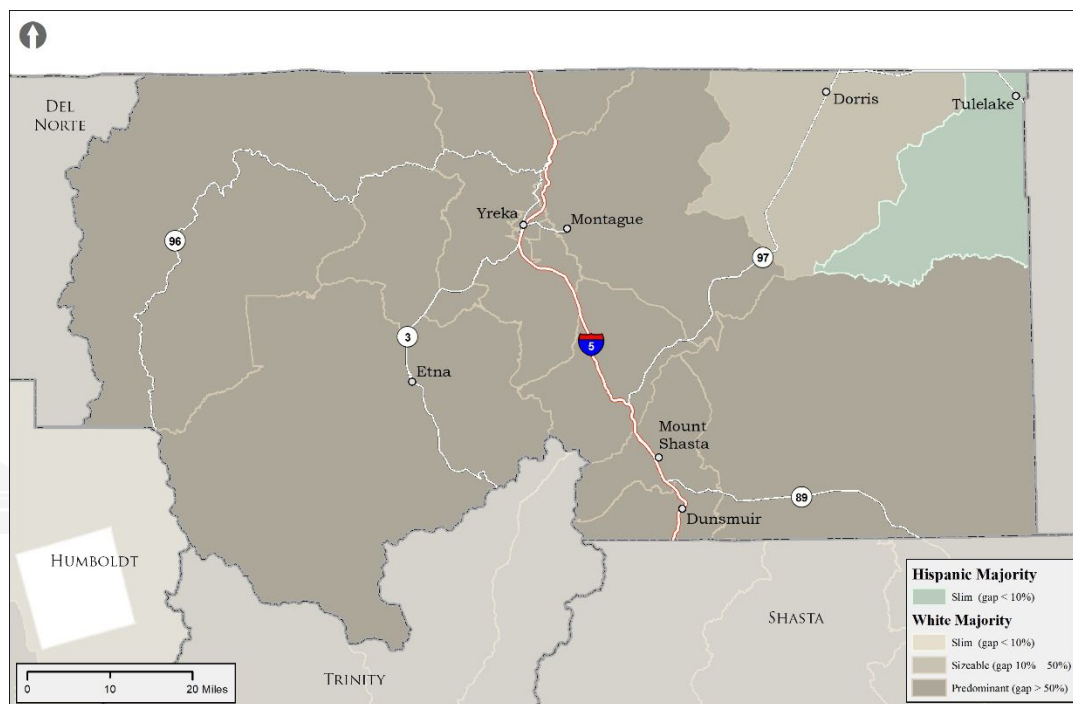 DEL
NORTE
Dorris
Tulelake
Yreka
Montague
96
97
3
5
Etna
Mount
Shasta
89
Dunsmuir
HUMBOLDT
SHASTA
TRINITY
0 10 20 Miles
Hispanic Majority
Slim (gap < 10%)
White Majority
Slim (gap < 10%)
Sizeable (gap 10% 50%)
Predominant (gap > 50%)